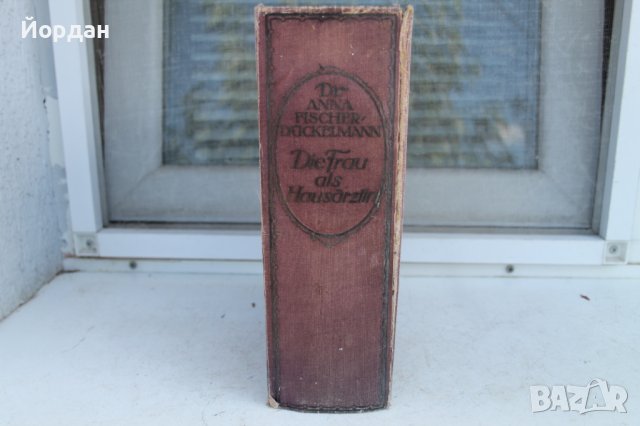 Йордан
Dr
ANNA
FISCHER-
DÜCKELMANN
Die Frau
als
Hausärztin
BAZAR